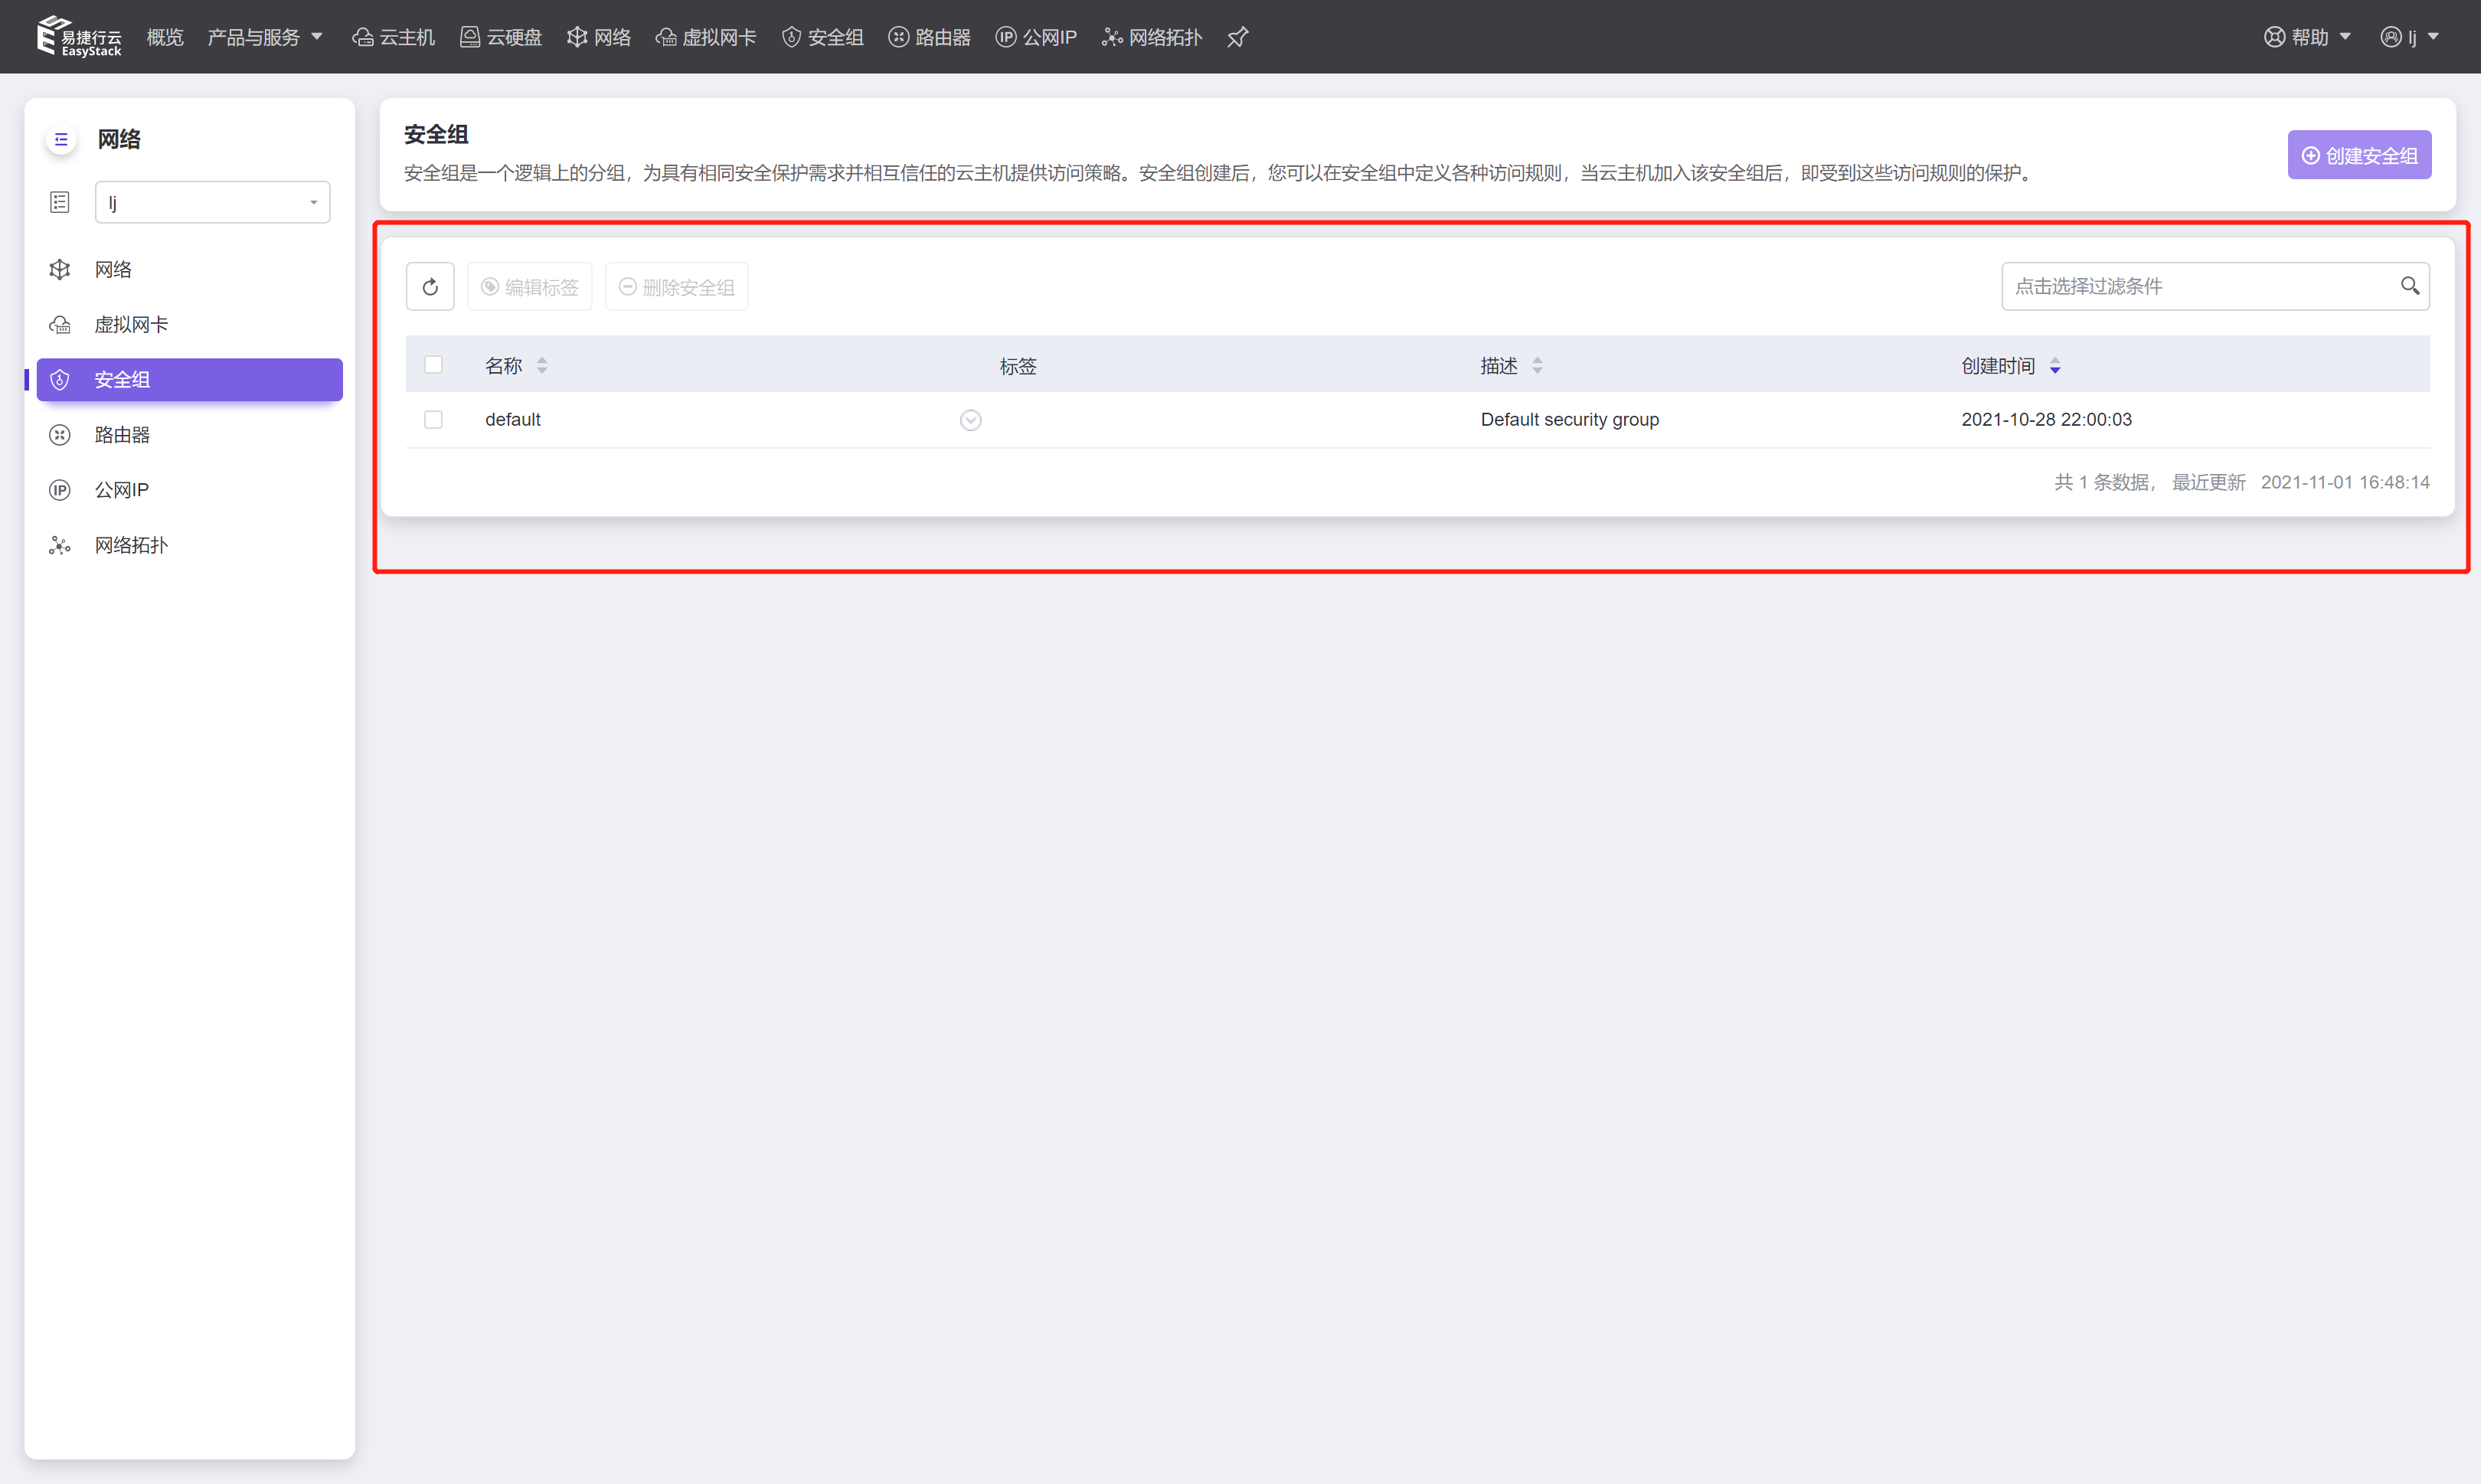 易捷行云
EasyStack
概览 产品与服务 云主机 云硬盘 网络 虚拟网卡 安全组 路由器 IP 公网IP 网络拓扑 帮助 lj
网络
lj
网络
虚拟网卡
安全组
路由器
IP 公网IP
网络拓扑
安全组
安全组是一个逻辑上的分组，为具有相同安全保护需求并相互信任的云主机提供访问策略。安全组创建后，您可以在安全组中定义各种访问规则，当云主机加入该安全组后，即受到这些访问规则的保护。
创建安全组
编辑标签 删除安全组 点击选择过滤条件
名称 标签 描述 创建时间
default Default security group 2021-10-28 22:00:03
共 1 条数据， 最近更新 2021-11-01 16:48:14